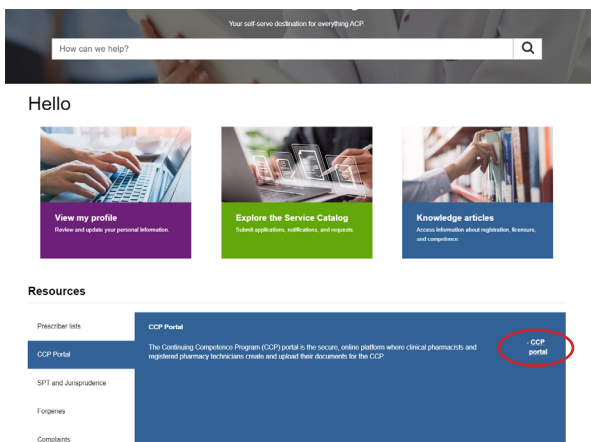 Your self-serve destination for everything ACP.
How can we help?
Hello
View my profile
Review and update your personal information.
Explore the Service Catalog
Submit applications, notifications, and requests.
Knowledge articles
Access information about registration, licensure,
and competence.
Resources
Prescriber lists
CCP Portal
SPT and Jurisprudence
Forgeries
Complaints
CCP Portal
The Continuing Competence Program (CCP) portal is the secure, online platform where clinical pharmacists and
registered pharmacy technicians create and upload their documents for the CCP.
- CCP
portal